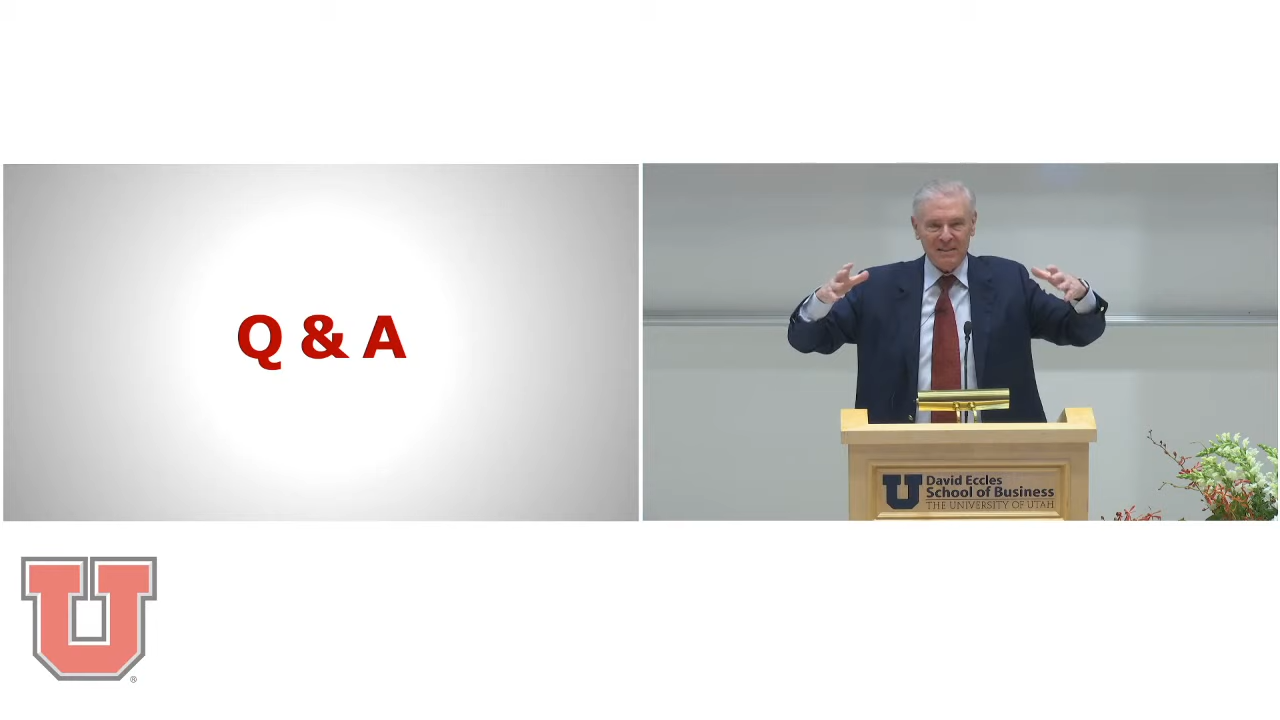 Q & A
U
David Eccles
School of Business
THE UNIVERSITY OF UTAH
U
®